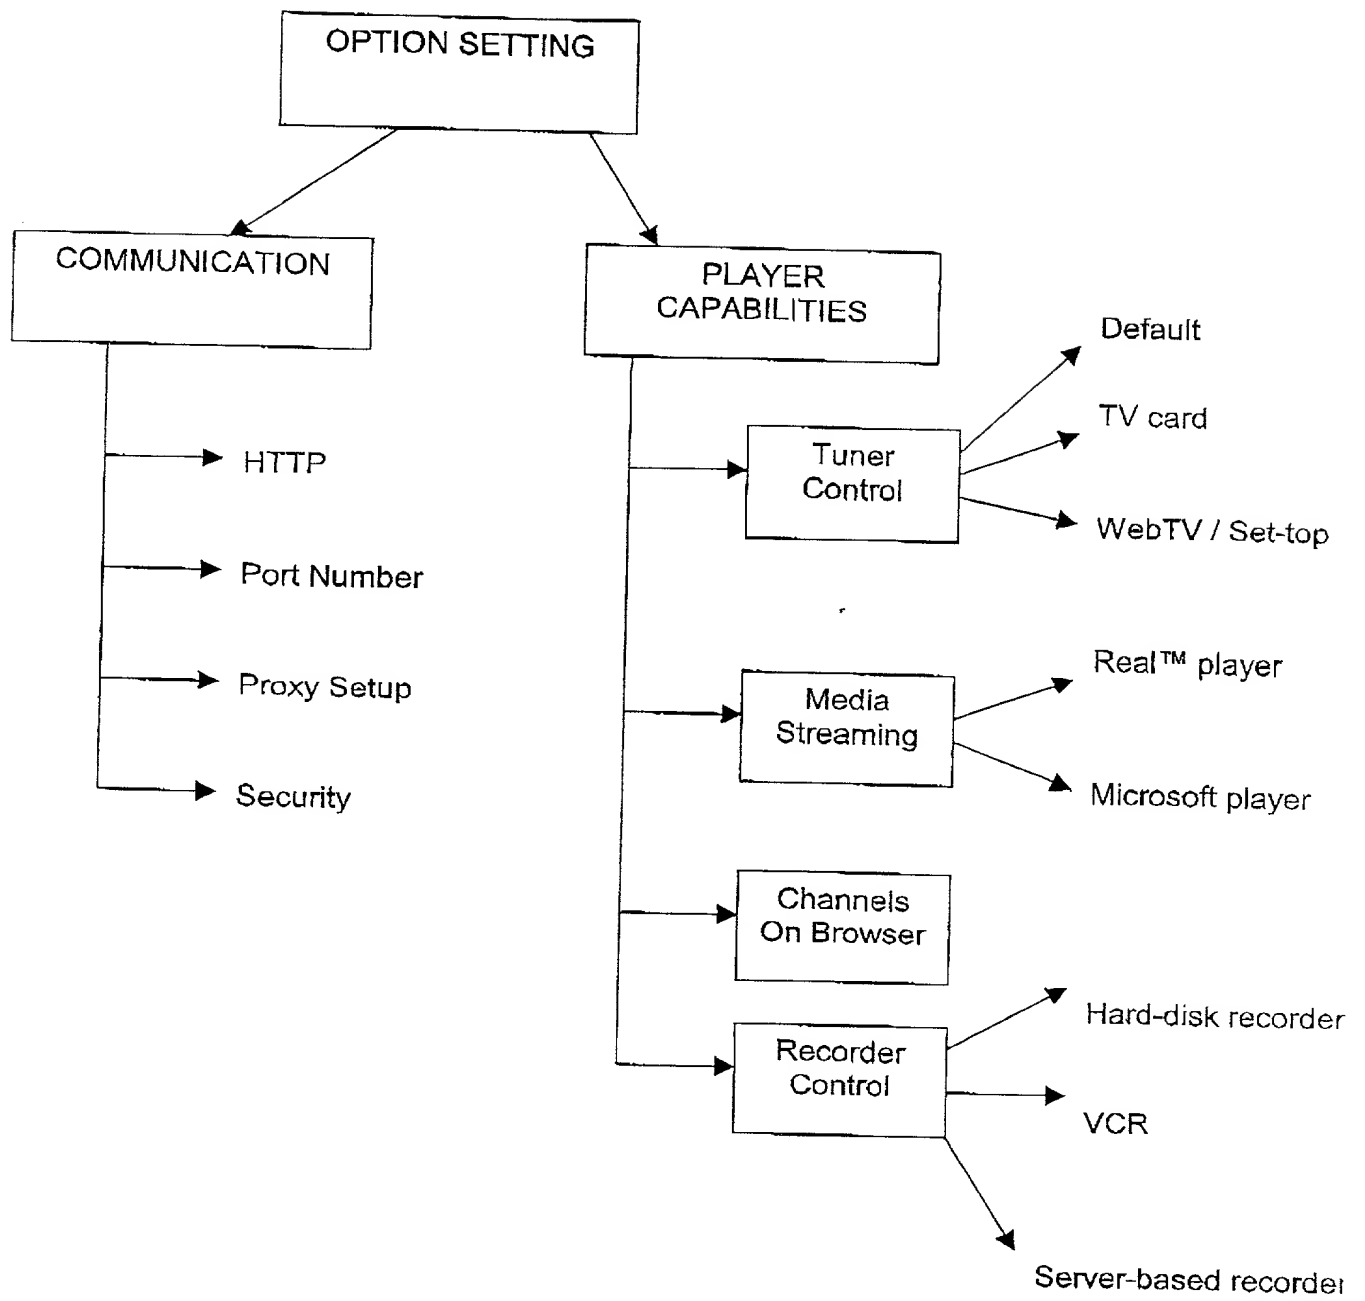 OPTION SETTING
COMMUNICATION
PLAYER
CAPABILITIES
HTTP
Port Number
Proxy Setup
Security
Tuner
Control
Default
TV card
WebTV / Set-top
Media
Streaming
Real™ player
Microsoft player
Channels
On Browser
Recorder
Control
Hard-disk recorder
VCR
Server-based recorder